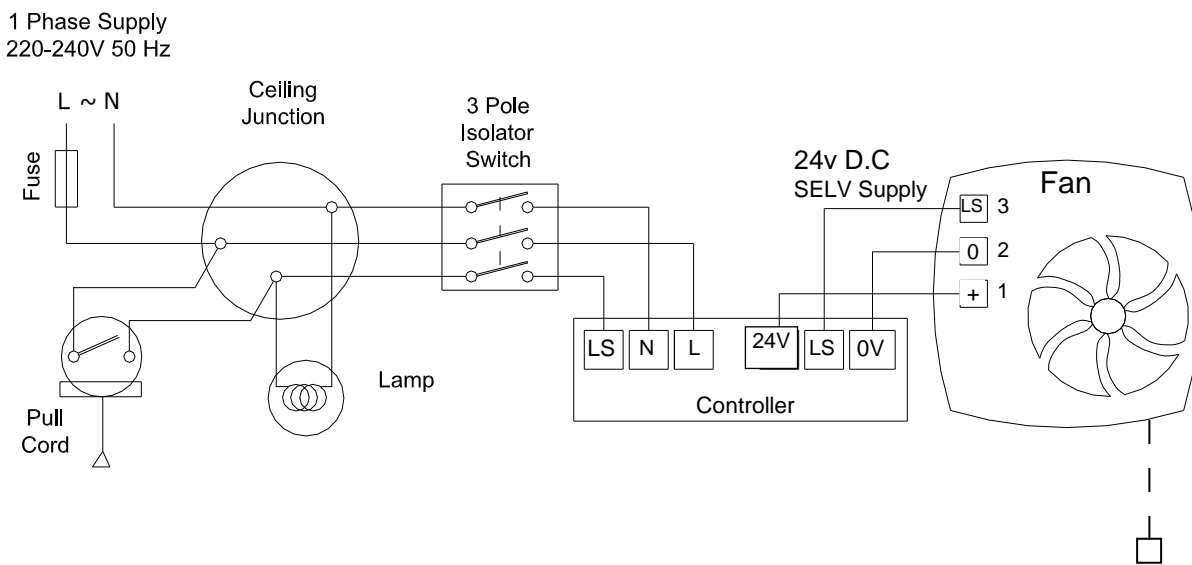 1 Phase Supply
220-240V 50 Hz
L ~ N
Fuse
Ceiling
Junction
3 Pole
Isolator
Switch
24v D.C
SELV Supply
Fan
LS 3
0 2
+ 1
LS N L 24V LS 0V
Controller
Lamp
Pull
Cord